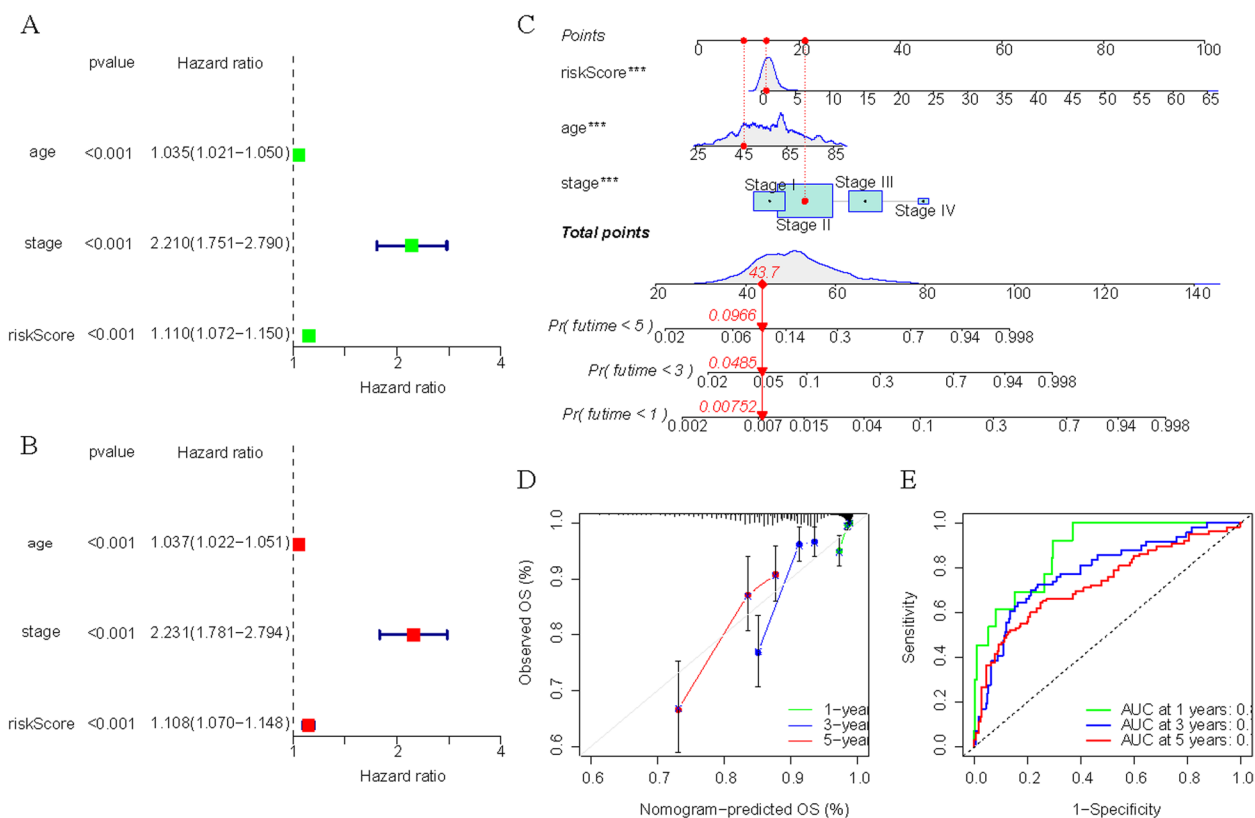 A
pvalue Hazard ratio
age <0.001 1.035(1.021−1.050)
stage <0.001 2.210(1.751−2.790)
riskScore <0.001 1.110(1.072−1.150)
1 2 4
Hazard ratio
B
pvalue Hazard ratio
age <0.001 1.037(1.022−1.051)
stage <0.001 2.231(1.781−2.794)
riskScore <0.001 1.108(1.070−1.148)
1 2 4
Hazard ratio
C
Points
0 20 40 60 80 100
riskScore***
0 5 10 15 20 25 30 35 40 45 50 55 60 65
age***
25 45 65 85
stage***
Stage I
Stage III
Stage II
Stage IV
Total points
43.7
20 40 60 80 100 120 140
0.0966
Pr( futime < 5 )
0.02 0.06 0.14 0.3 0.7 0.94 0.998
0.0485
Pr( futime < 3 )
0.02 0.05 0.1 0.3 0.7 0.94 0.998
0.00752
Pr( futime < 1 )
0.002 0.007 0.015 0.04 0.1 0.3 0.7 0.94 0.998
D
Observed OS (%)
1.0
0.9
0.8
0.7
0.6
1-year
3-year
5-year
0.6 0.7 0.8 0.9 1.0
Nomogram-predicted OS (%)
E
Sensitivity
1.0
0.8
0.6
0.4
0.2
0.0
AUC at 1 years: 0.
AUC at 3 years: 0.
AUC at 5 years: 0.
0.0 0.2 0.4 0.6 0.8 1.0
1-Specificity